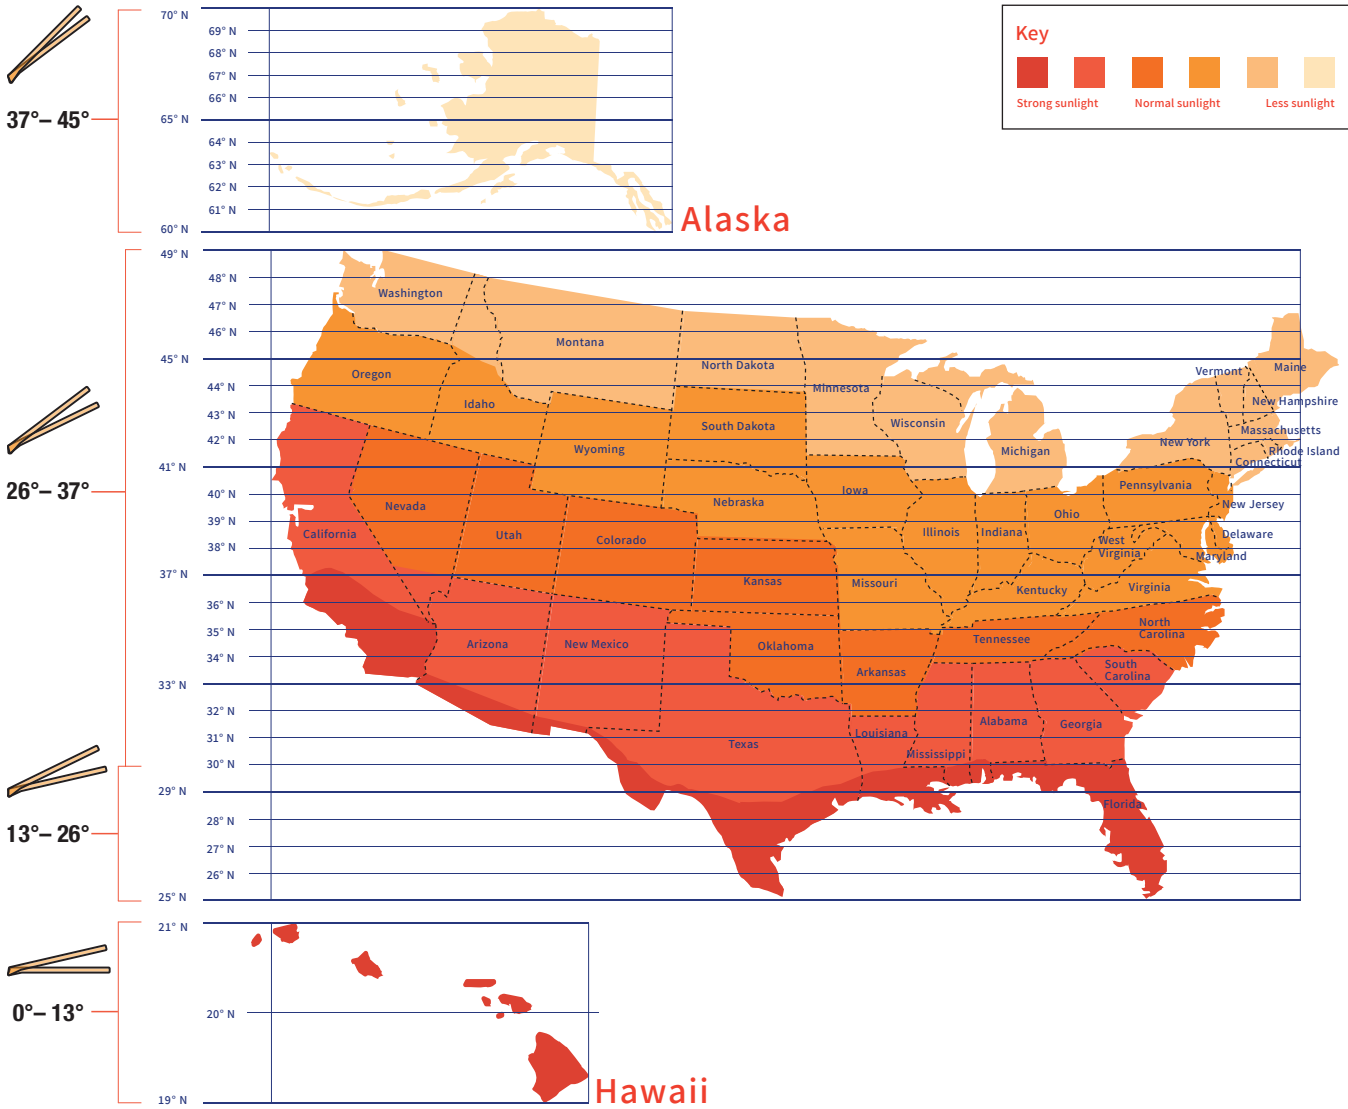 70° N
69° N
68° N
67° N
66° N
65° N
64° N
63° N
62° N
61° N
60° N
37°– 45°
Alaska
Key
Strong sunlight
Normal sunlight
Less sunlight
49° N
48° N
47° N
46° N
45° N
44° N
43° N
42° N
41° N
40° N
39° N
38° N
37° N
36° N
35° N
34° N
33° N
32° N
31° N
30° N
29° N
28° N
27° N
26° N
25° N
26°– 37°
13°– 26°
Washington
Montana
North Dakota
Minnesota
Vermont
Maine
Oregon
Idaho
New Hampshire
Wisconsin
South Dakota
Massachusetts
Wyoming
Michigan
New York
Rhode Island
Connecticut
Nebraska
Iowa
Pennsylvania
New Jersey
Nevada
Ohio
California
Utah
Colorado
Illinois
Indiana
West
Virginia
Delaware
Maryland
Kansas
Missouri
Kentucky
Virginia
Arizona
New Mexico
Oklahoma
Tennessee
North
Carolina
Arkansas
South
Carolina
Texas
Louisiana
Mississippi
Alabama
Georgia
Florida
21° N
20° N
19° N
0°– 13°
Hawaii